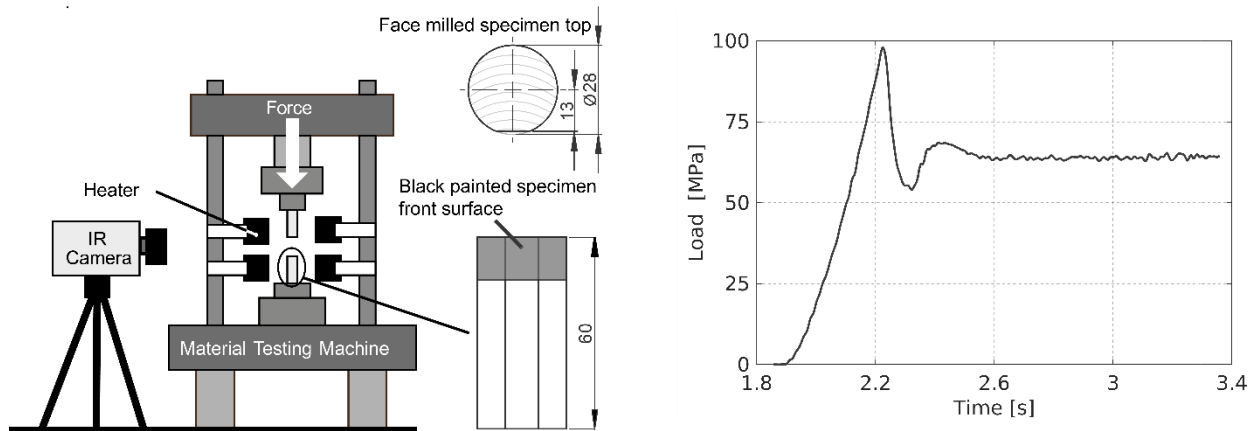 Face milled specimen top
Force
13
Ø28
Heater
Black painted specimen
front surface
IR
Camera
60
Material Testing Machine
100
75
50
25
0
Load [MPa]
1.8
2.2
2.6
3
3.4
Time [s]